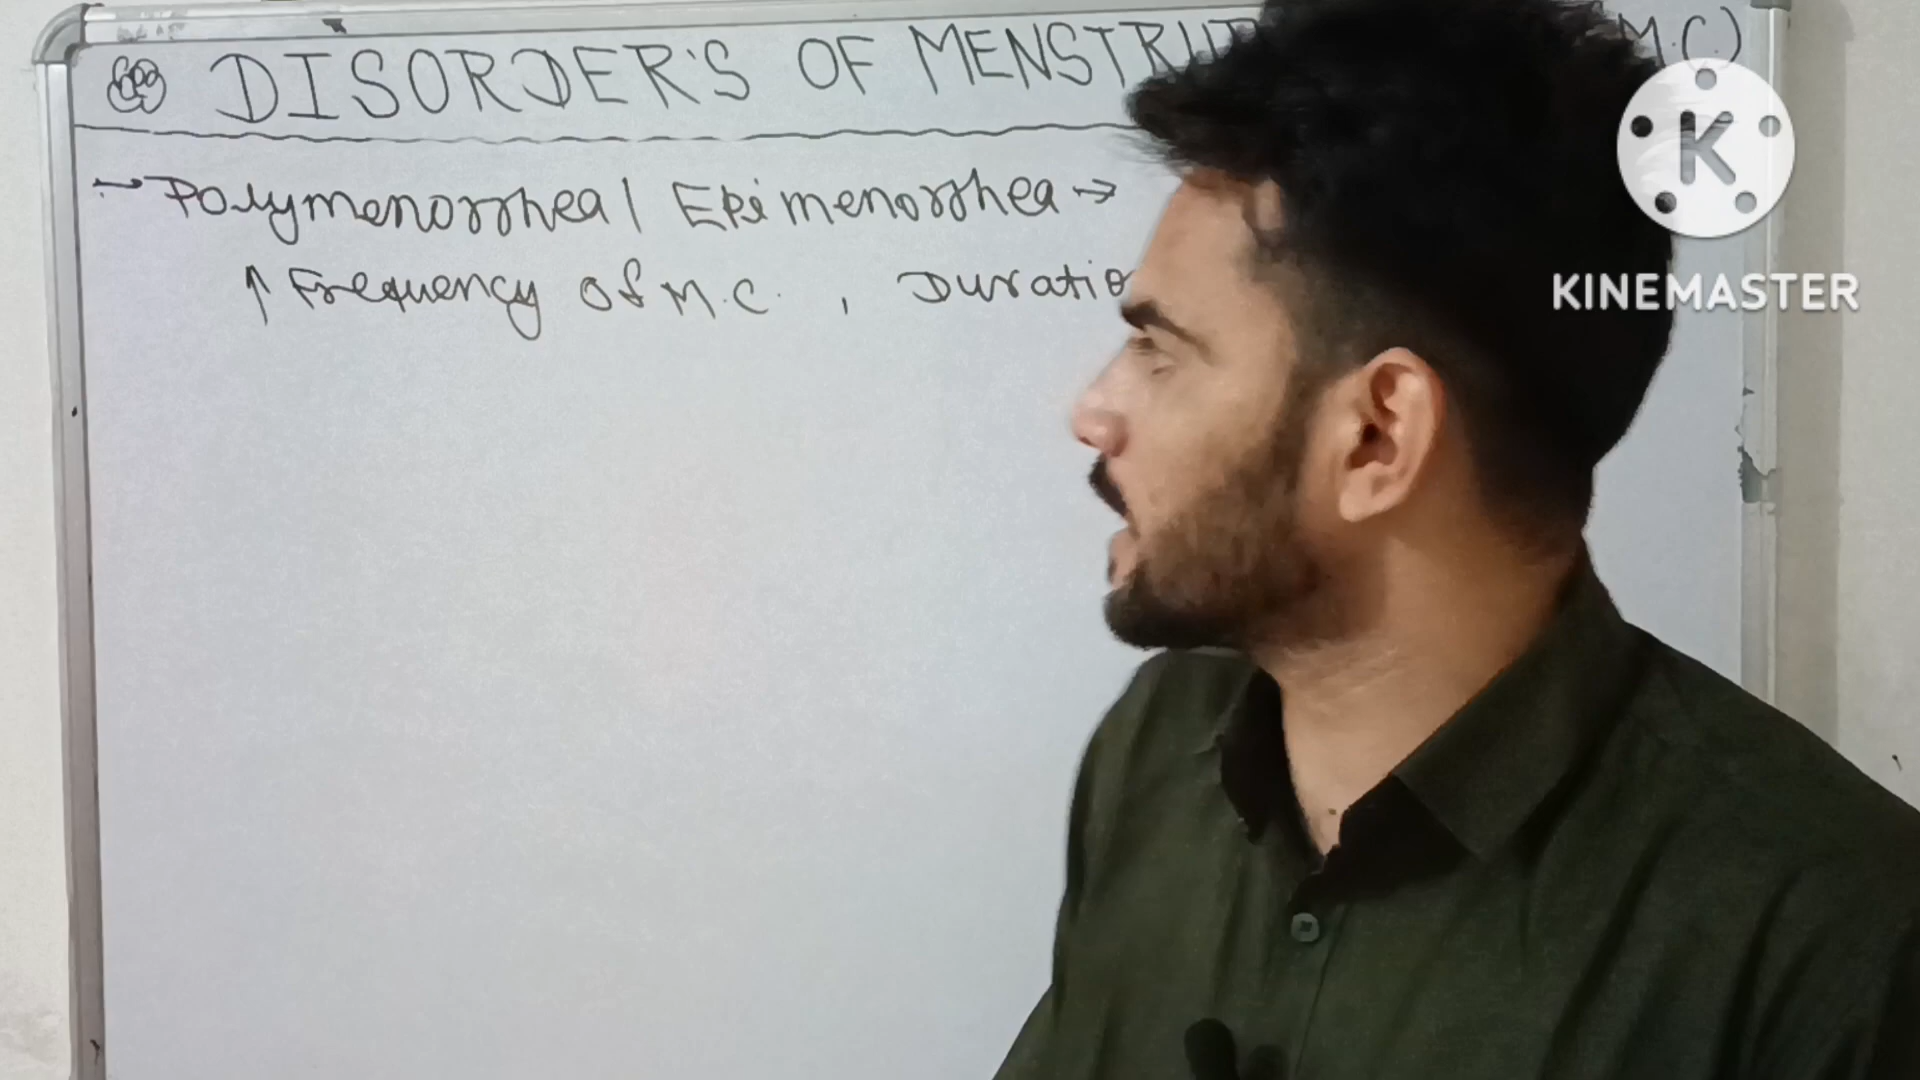 DISORDER'S OF MENSTRU M.C.)
→ Polymenorrhea / Epimenorrhea →
↑ Frequency of M.C. , Duratio
K
KINEMASTER